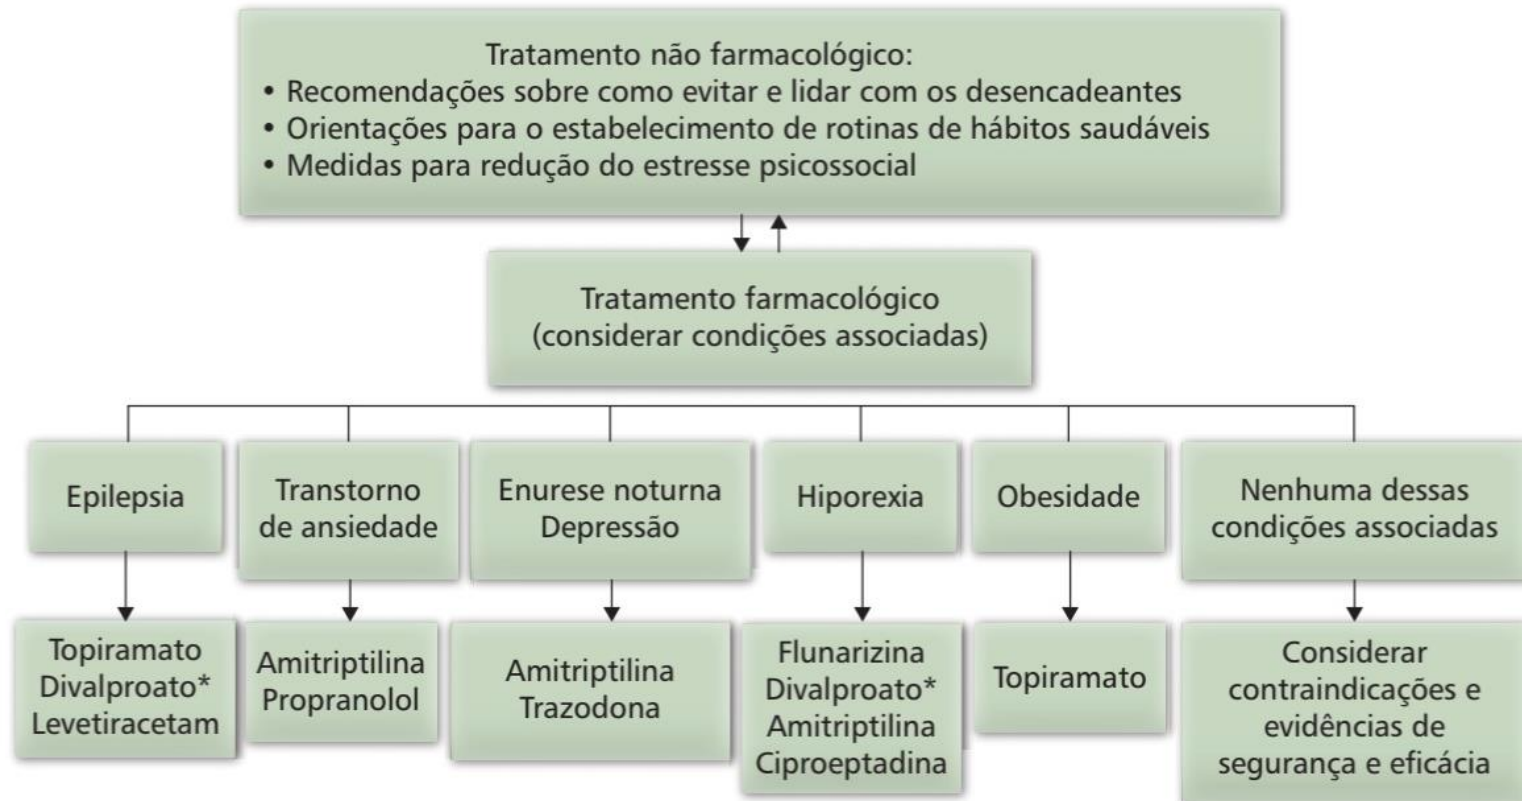 Tratamento não farmacológico:
• Recomendações sobre como evitar e lidar com os desencadeantes
• Orientações para o estabelecimento de rotinas de hábitos saudáveis
• Medidas para redução do estresse psicossocial
Tratamento farmacológico
(considerar condições associadas)
Epilepsia
Transtorno
de ansiedade
Enurese noturna
Depressão
Hiporexia
Obesidade
Nenhuma dessas
condições associadas
Topiramato
Divalproato*
Levetiracetam
Amitriptilina
Propranolol
Amitriptilina
Trazodona
Flunarizina
Divalproato*
Amitriptilina
Ciproeptadina
Topiramato
Considerar
contraindicações e
evidências de
segurança e eficácia